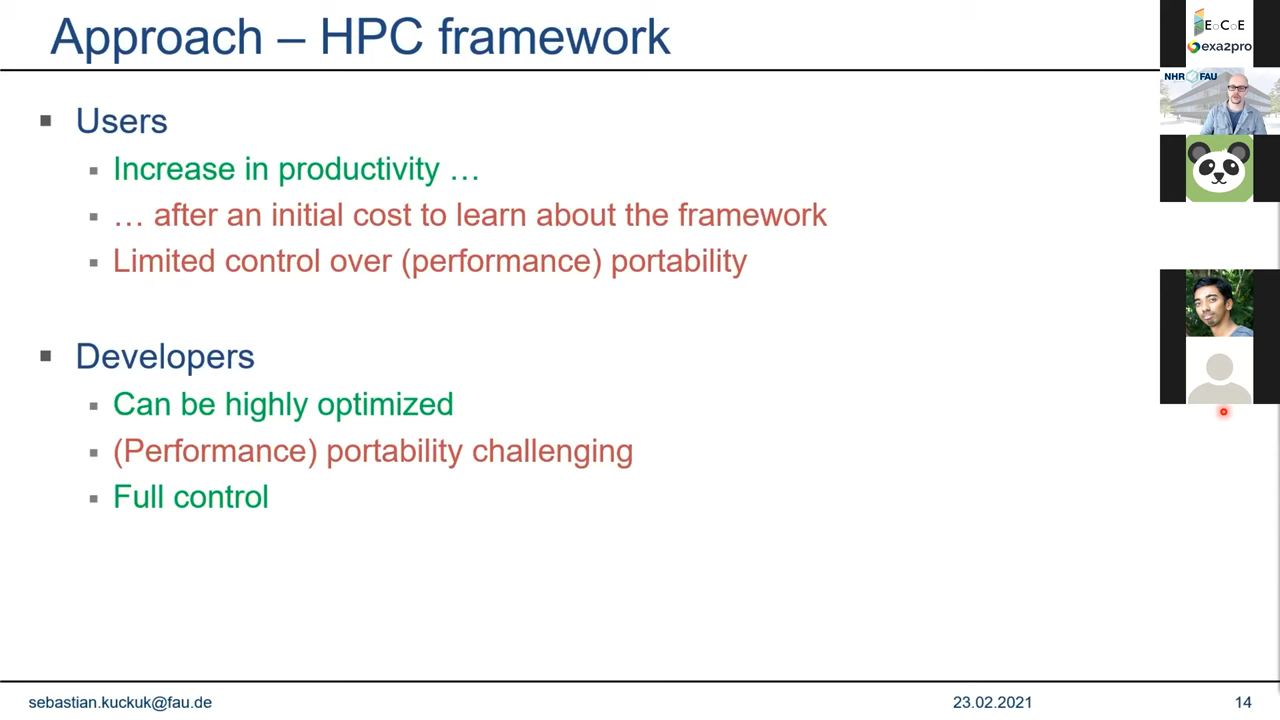 Approach – HPC framework
Users
Increase in productivity …
… after an initial cost to learn about the framework
Limited control over (performance) portability
Developers
Can be highly optimized
(Performance) portability challenging
Full control
sebastian.kuckuk@fau.de
23.02.2021
14
EoCoE
exa2pro
NHR FAU